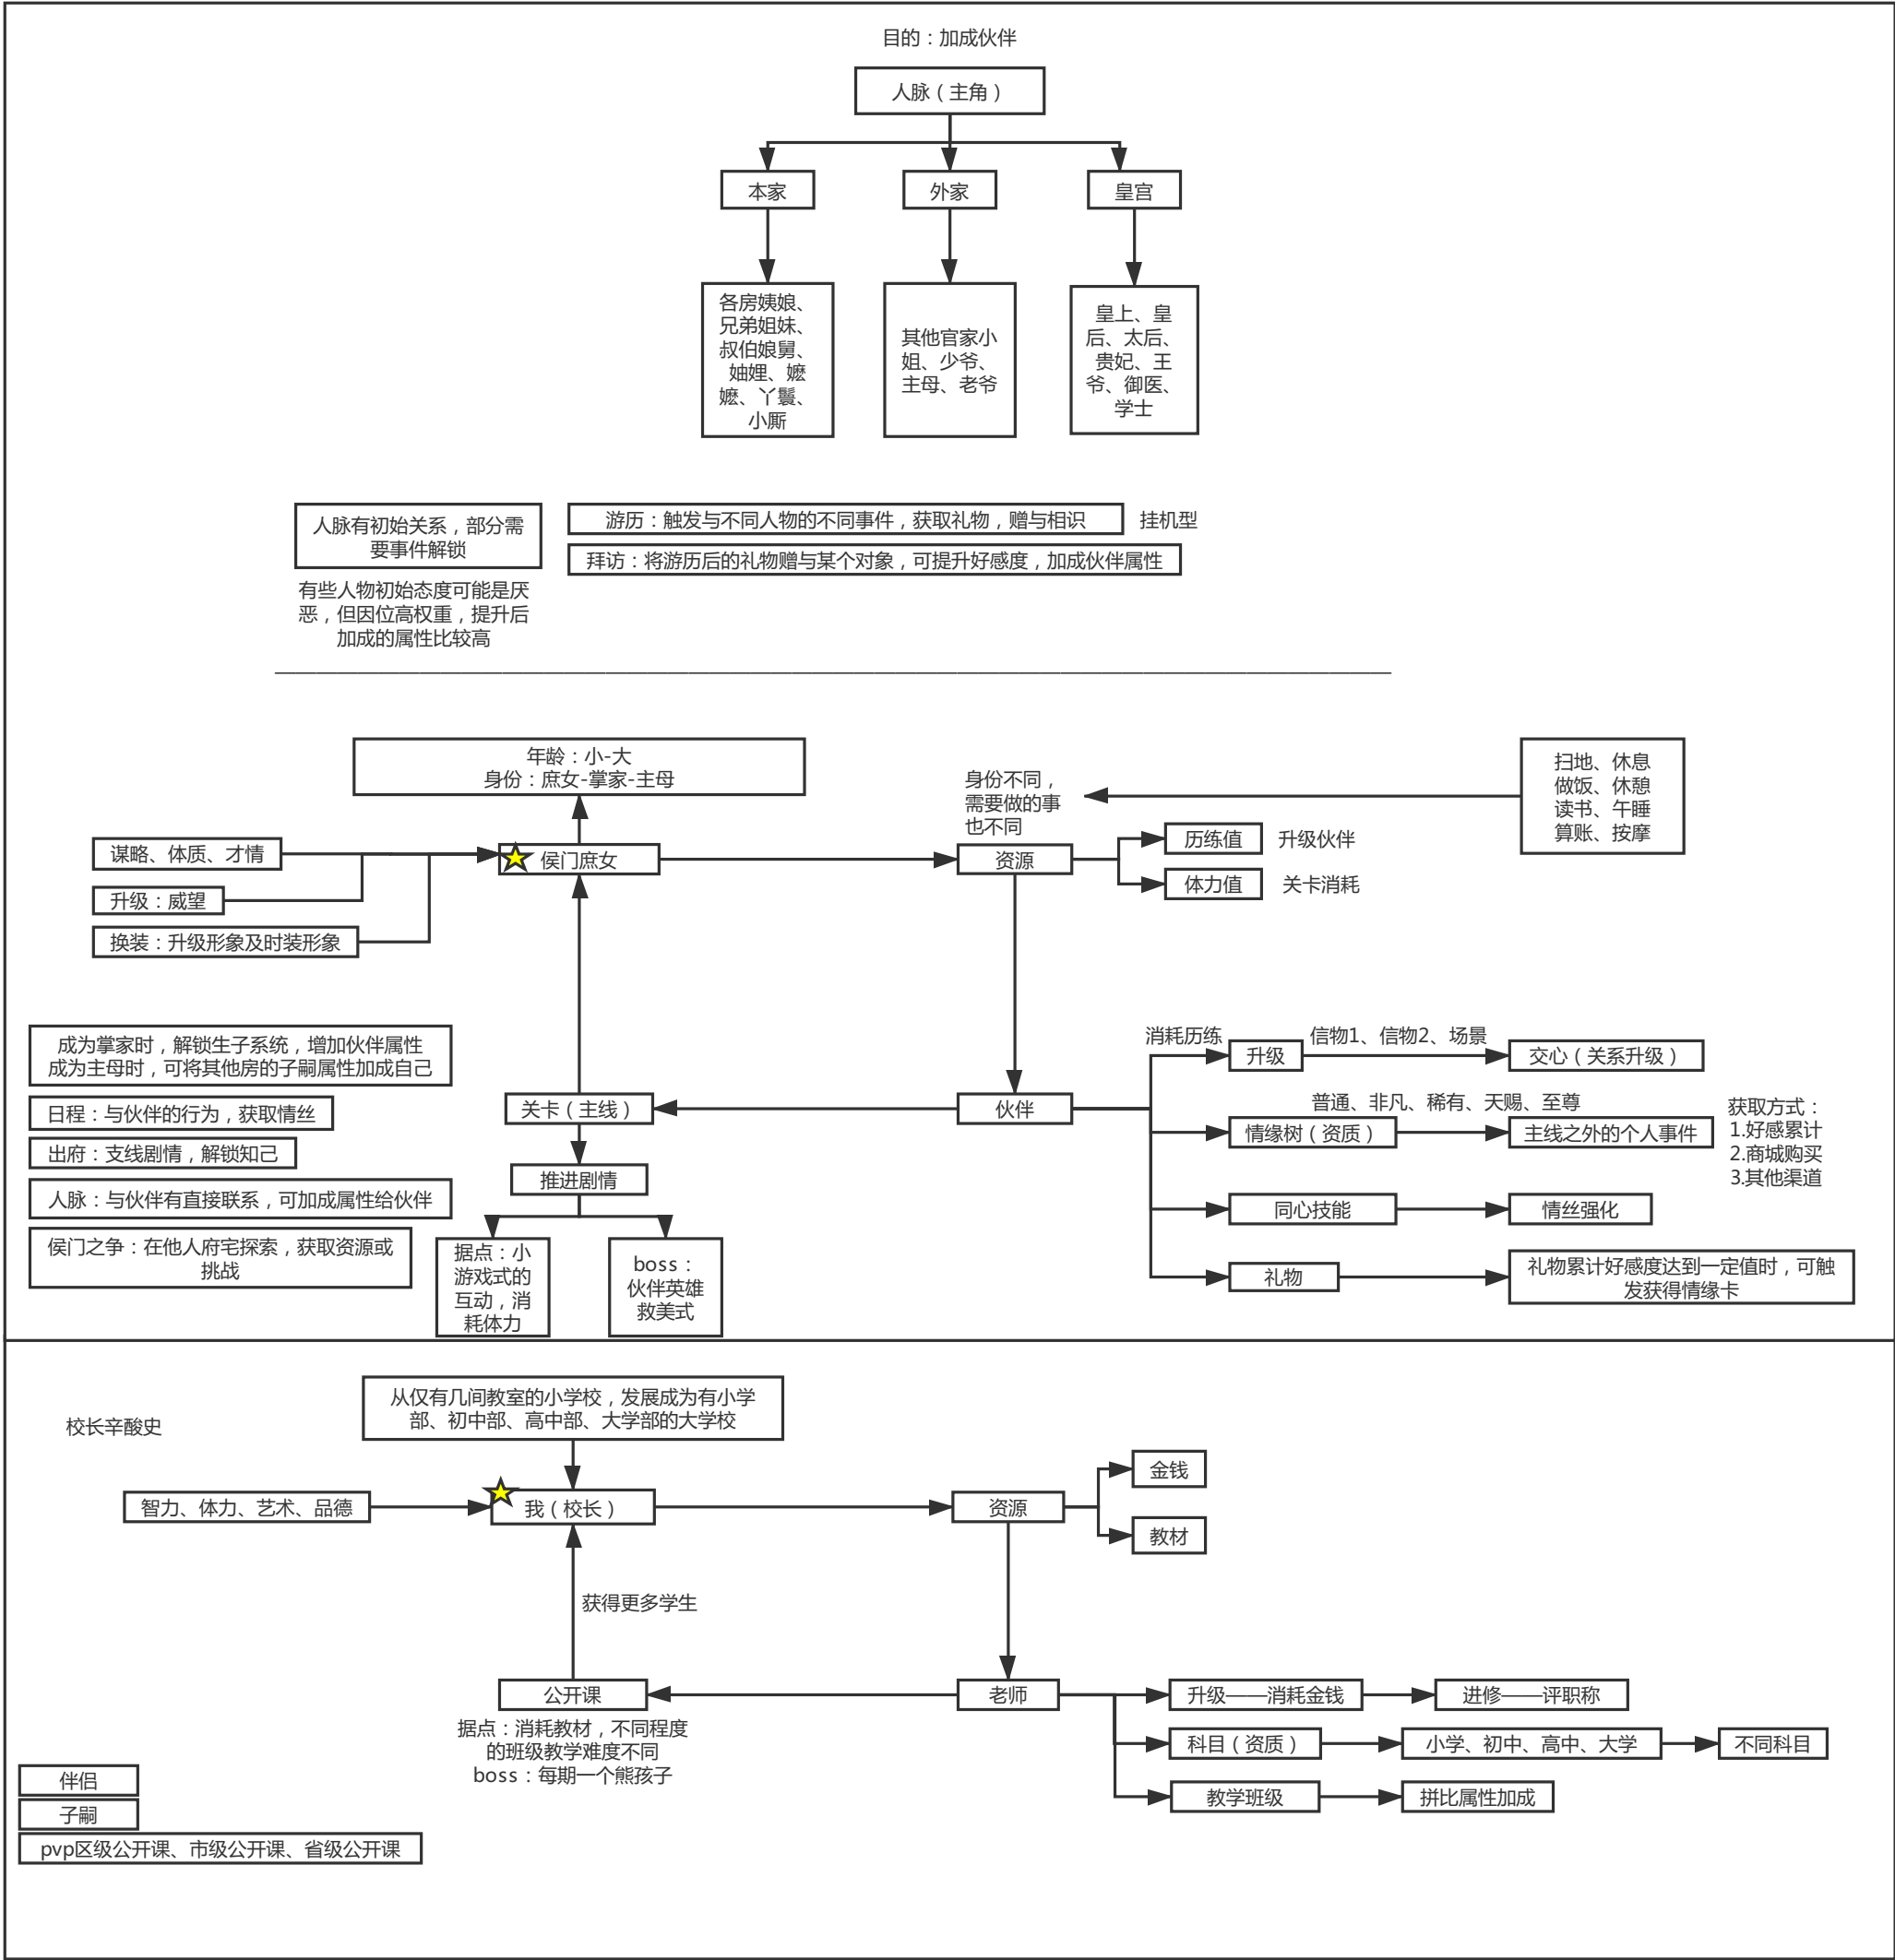 目的：加成伙伴
人脉（主角）
本家
外家
皇宫
各房姨娘、
兄弟姐妹、
叔伯娘舅、
妯娌、嬷
嬷、丫鬟、
小厮
其他官家小
姐、少爷、
主母、老爷
皇上、皇
后、太后、
贵妃、王
爷、御医、
学士
人脉有初始关系，部分需
要事件解锁
游历：触发与不同人物的不同事件，获取礼物，赠与相识
挂机型
拜访：将游历后的礼物赠与某个对象，可提升好感度，加成伙伴属性
有些人物初始态度可能是厌
恶，但因位高权重，提升后
加成的属性比较高
年龄：小-大
身份：庶女-掌家-主母
身份不同，
需要做的事
也不同
扫地、休息
做饭、休憩
读书、午睡
算账、按摩
谋略、体质、才情
升级：威望
换装：升级形象及时装形象
侯门庶女
资源
历练值
升级伙伴
体力值
关卡消耗
成为掌家时，解锁生子系统，增加伙伴属性
成为主母时，可将其他房的子嗣属性加成自己
日程：与伙伴的行为，获取情丝
出府：支线剧情，解锁知己
人脉：与伙伴有直接联系，可加成属性给伙伴
侯门之争：在他人府宅探索，获取资源或
挑战
关卡（主线）
推进剧情
据点：小
游戏式的
互动，消
耗体力
boss：
伙伴英雄
救美式
伙伴
消耗历练
升级
信物1、信物2、场景
交心（关系升级）
普通、非凡、稀有、天赐、至尊
情缘树（资质）
主线之外的个人事件
获取方式：
1.好感累计
2.商城购买
3.其他渠道
同心技能
情丝强化
礼物
礼物累计好感度达到一定值时，可触
发获得情缘卡
校长辛酸史
从仅有几间教室的小学校，发展成为有小学
部、初中部、高中部、大学部的大学校
智力、体力、艺术、品德
我（校长）
资源
金钱
教材
获得更多学生
公开课
据点：消耗教材，不同程度
的班级教学难度不同
boss：每期一个熊孩子
老师
升级——消耗金钱
进修——评职称
科目（资质）
小学、初中、高中、大学
不同科目
教学班级
拼比属性加成
伴侣
子嗣
pvp区级公开课、市级公开课、省级公开课